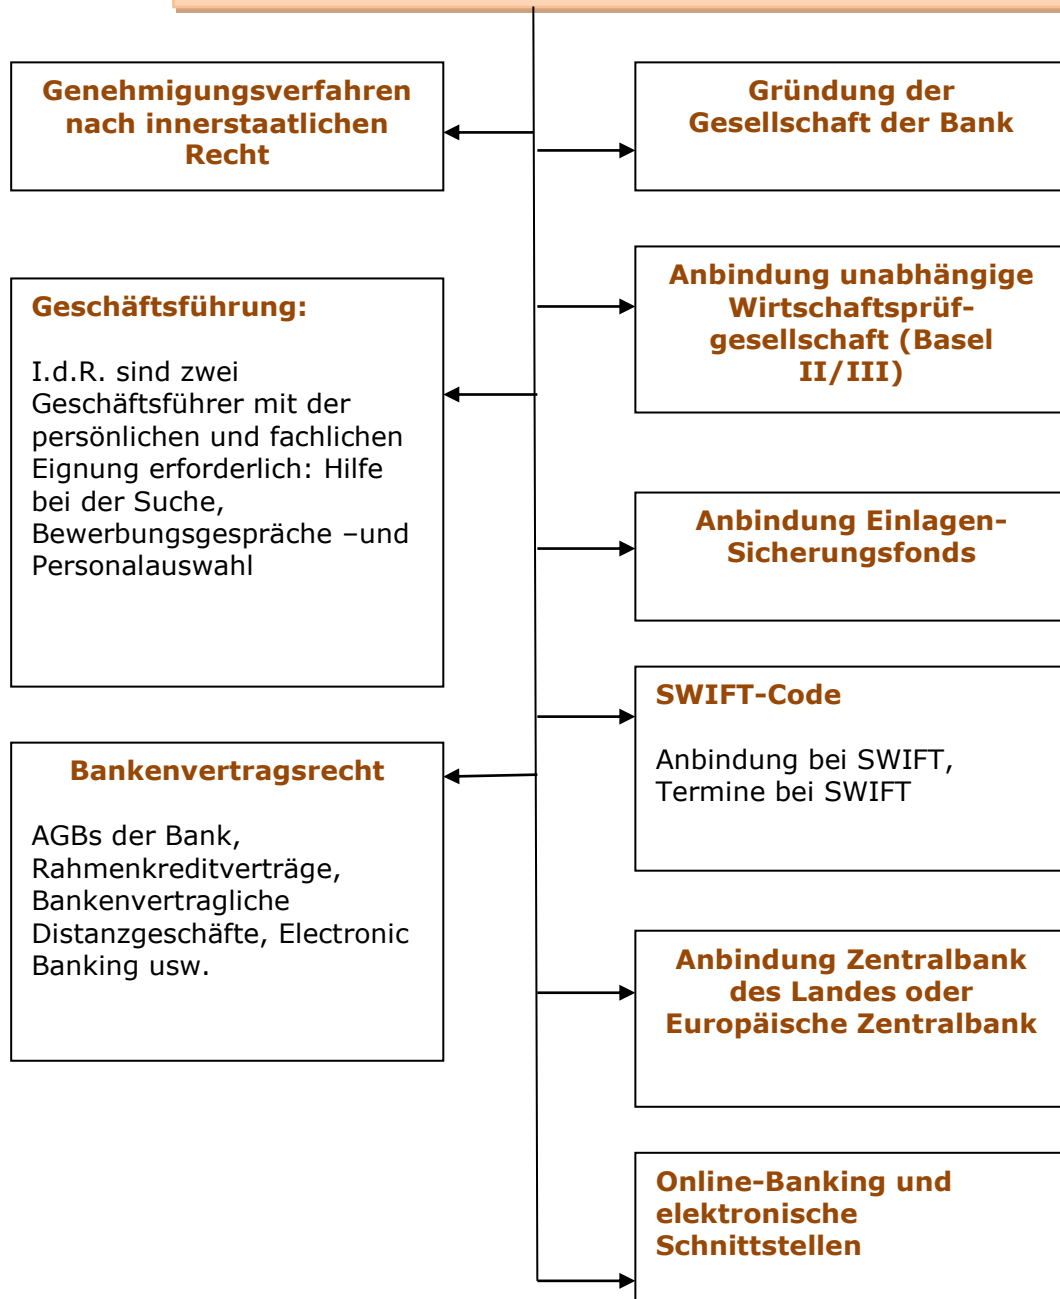 Genehmigungsverfahren
nach innerstaatlichen
Recht
Gründung der
Gesellschaft der Bank
Geschäftsführung:
I.d.R. sind zwei
Geschäftsführer mit der
persönlichen und fachlichen
Eignung erforderlich: Hilfe
bei der Suche,
Bewerbungsgespräche –und
Personalauswahl
Anbindung unabhängige
Wirtschaftsprüf-
gesellschaft (Basel
II/III)
Anbindung Einlagen-
Sicherungsfonds
SWIFT-Code
Anbindung bei SWIFT,
Termine bei SWIFT
Bankenvertragsrecht
AGBs der Bank,
Rahmenkreditverträge,
Bankenvertragliche
Distanzgeschäfte, Electronic
Banking usw.
Anbindung Zentralbank
des Landes oder
Europäische Zentralbank
Online-Banking und
elektronische
Schnittstellen